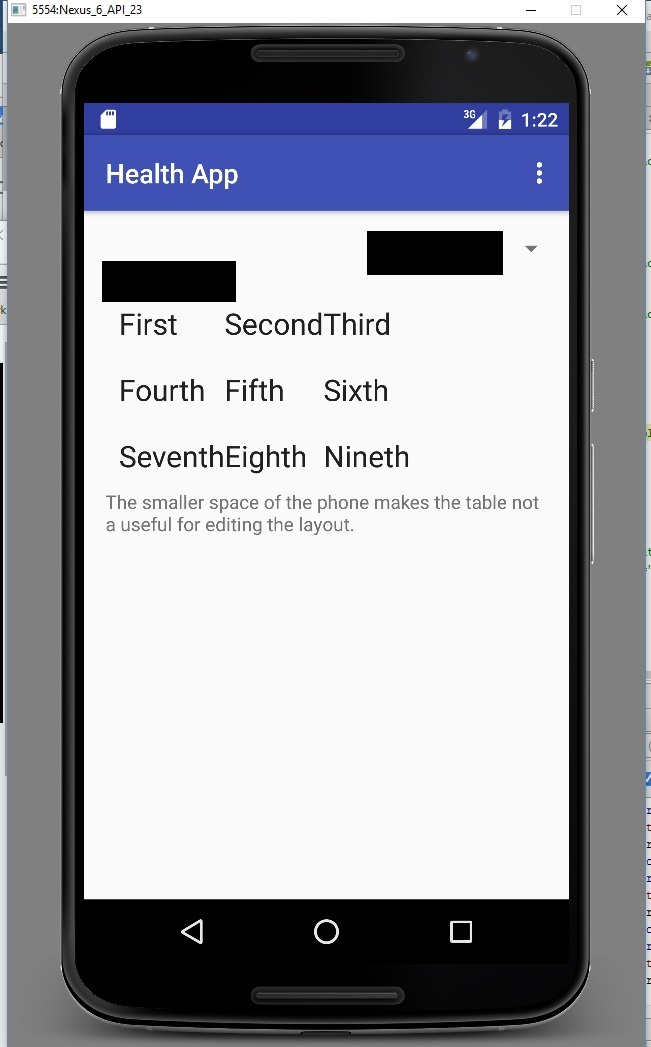 5554:Nexus_6_API_23
3G 1:22
Health App
First SecondThird
Fourth Fifth Sixth
SeventhEighth Nineth
The smaller space of the phone makes the table not
a useful for editing the layout.